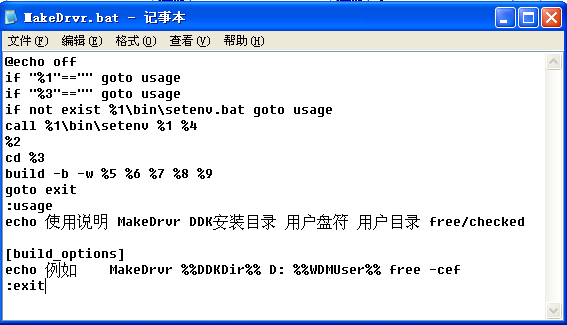 MakeDrvr.bat - 记事本
文件(F) 编辑(E) 格式(O) 查看(V) 帮助(H)
@echo off
if "%1"=="" goto usage
if "%3"=="" goto usage
if not exist %1\bin\setenv.bat goto usage
call %1\bin\setenv %1 %4
%2
cd %3
build -b -w %5 %6 %7 %8 %9
goto exit
:usage
echo 使用说明 MakeDrvr DDK安装目录 用户盘符 用户目录 free/checked
[build_options]
echo 例如 MakeDrvr %%DDKDir%% D: %%WDMUser%% free -cef
:exit